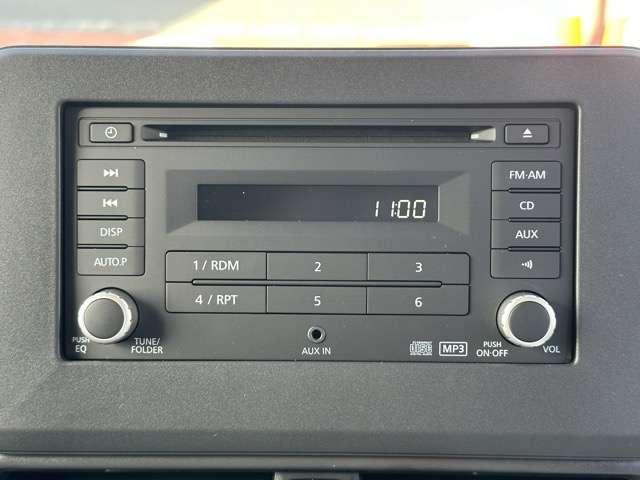 FM·AM
11:00
CD
DISP
AUX
AUTO.P
1 / RDM
2
3
4 / RPT
5
6
PUSH
EQ
TUNE/
FOLDER
AUX IN
MP3
PUSH
ON·OFF
VOL